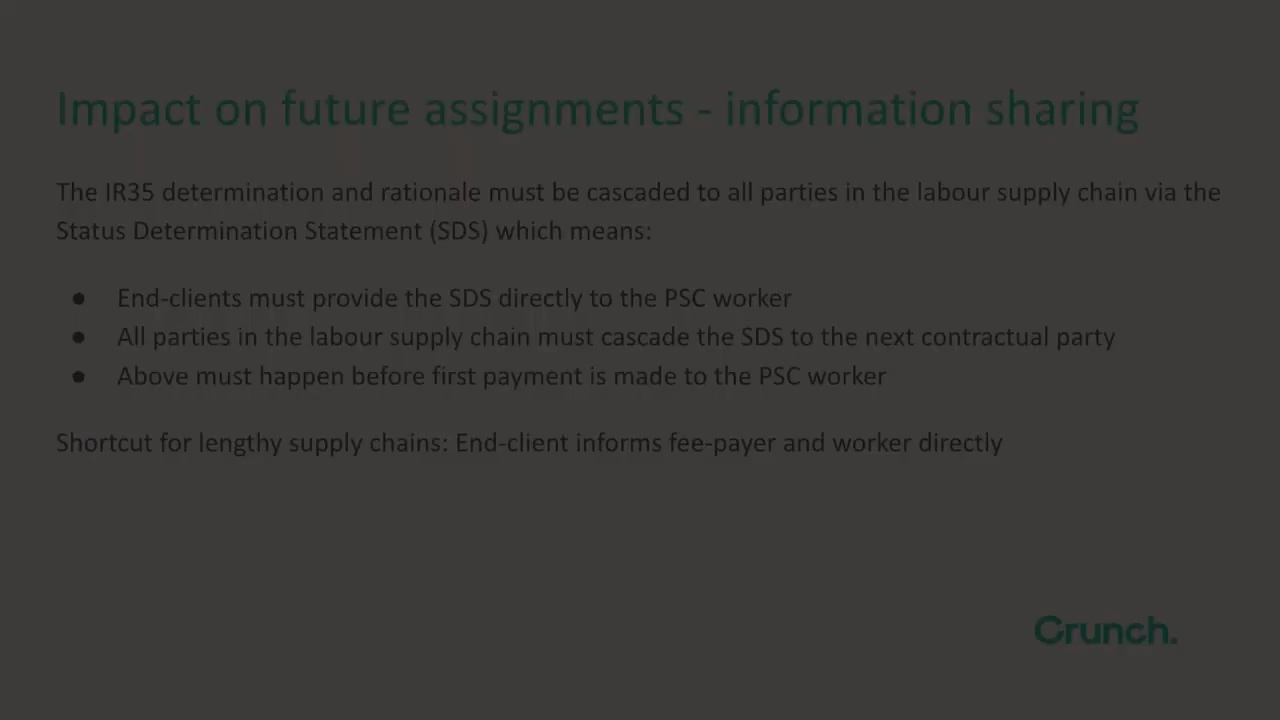 Impact on future assignments - information sharing
The IR35 determination and rationale must be cascaded to all parties in the labour supply chain via the
Status Determination Statement (SDS) which means:
● End-clients must provide the SDS directly to the PSC worker
● All parties in the labour supply chain must cascade the SDS to the next contractual party
● Above must happen before first payment is made to the PSC worker
Shortcut for lengthy supply chains: End-client informs fee-payer and worker directly
Crunch.